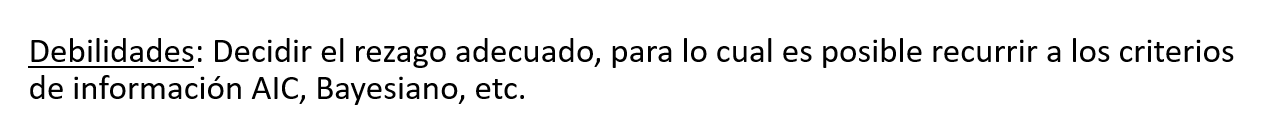 Debilidades: Decidir el rezago adecuado, para lo cual es posible recurrir a los criterios
de información AIC, Bayesiano, etc.